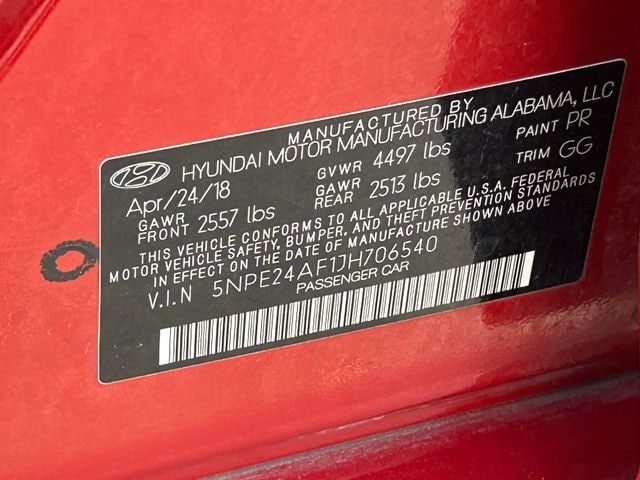 MANUFACTURED BY
HYUNDAI MOTOR MANUFACTURING ALABAMA, LLC
Apr/24/18 GVWR 4497 lbs PAINT PR
GAWR FRONT 2557 lbs GAWR REAR 2513 lbs TRIM GG
THIS VEHICLE CONFORMS TO ALL APPLICABLE U.S.A. FEDERAL
MOTOR VEHICLE SAFETY, BUMPER, AND THEFT PREVENTION STANDARDS
IN EFFECT ON THE DATE OF MANUFACTURE SHOWN ABOVE
V.I.N 5NPE24AF1JH706540
PASSENGER CAR